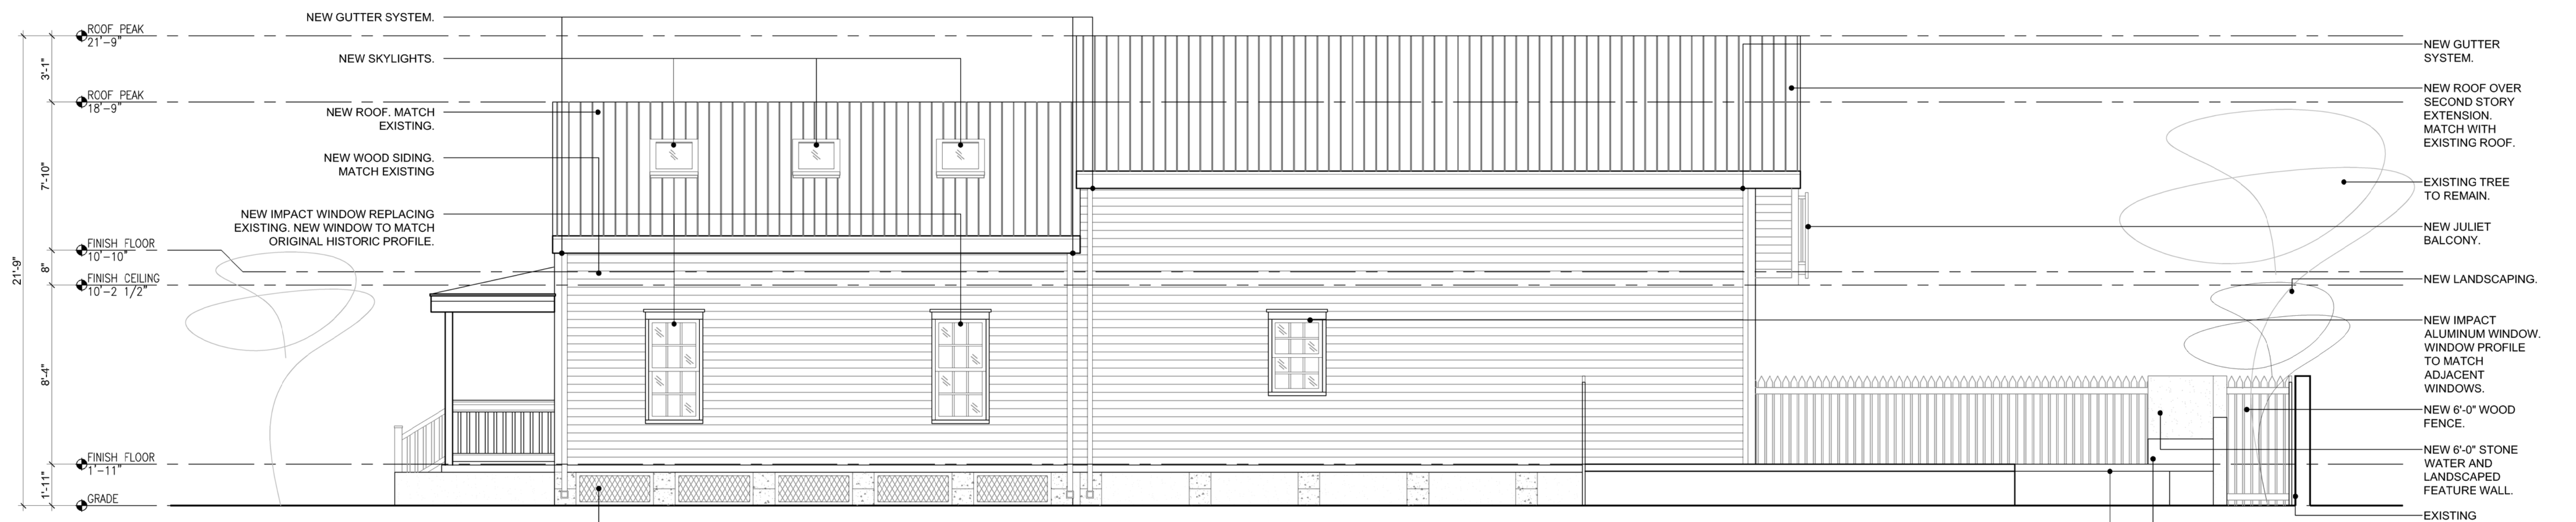 NEW GUTTER SYSTEM.
ROOF PEAK
21'-9"
NEW SKYLIGHTS.
3'-1"
ROOF PEAK
18'-9"
NEW ROOF. MATCH
EXISTING.
NEW WOOD SIDING.
MATCH EXISTING
7'-10"
NEW IMPACT WINDOW REPLACING
EXISTING. NEW WINDOW TO MATCH
ORIGINAL HISTORIC PROFILE.
FINISH FLOOR
10'-10"
21'-9"
8"
FINISH CEILING
10'-2 1/2"
8'-4"
FINISH FLOOR
1'-11"
1'-11"
GRADE
NEW GUTTER
SYSTEM.
NEW ROOF OVER
SECOND STORY
EXTENSION.
MATCH WITH
EXISTING ROOF.
EXISTING TREE
TO REMAIN.
NEW JULIET
BALCONY.
NEW LANDSCAPING.
NEW IMPACT
ALUMINUM WINDOW.
WINDOW PROFILE
TO MATCH
ADJACENT
WINDOWS.
NEW 6'-0" WOOD
FENCE.
NEW 6'-0" STONE
WATER AND
LANDSCAPED
FEATURE WALL.
EXISTING